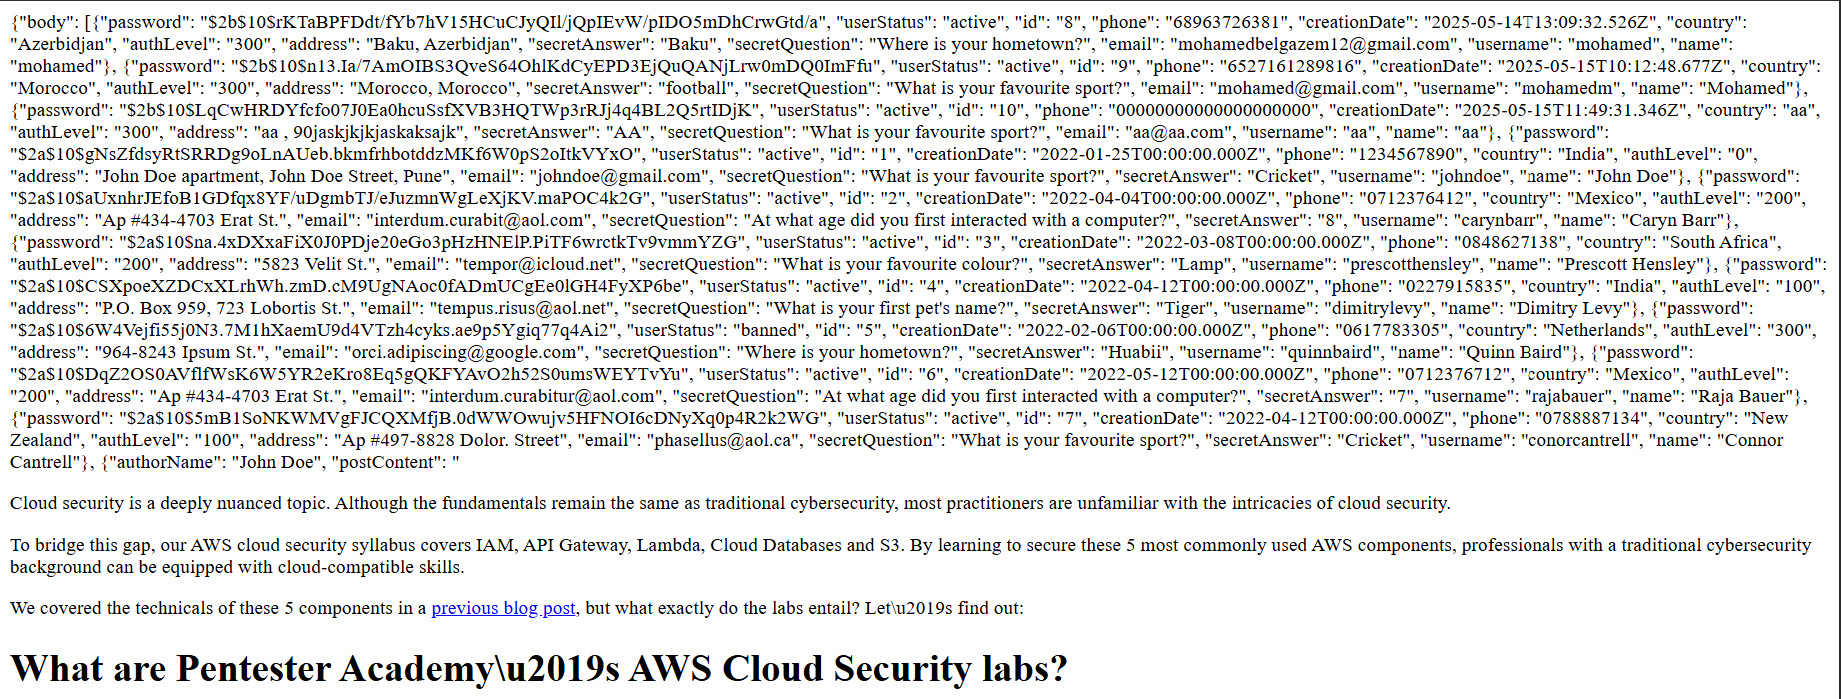 {"body": [{"password": "$2b$10$rKTaBPFDdt/fYb7hV15HCuCJyQIl/jQpIEvW/pIDO5mDhCrwGtd/a", "userStatus": "active", "id": "8", "phone": "68963726381", "creationDate": "2025-05-14T13:09:32.526Z", "country":
"Azerbidjan", "authLevel": "300", "address": "Baku, Azerbidjan", "secretAnswer": "Baku", "secretQuestion": "Where is your hometown?", "email": "mohamedbelgazem12@gmail.com", "username": "mohamed", "name":
"mohamed"}, {"password": "$2b$10$n13.Ia/7AmOIBS3QveS64OhlKdCyEPD3EjQuQANjLrw0mDQ0ImFfu", "userStatus": "active", "id": "9", "phone": "6527161289816", "creationDate": "2025-05-15T10:12:48.677Z", "country":
"Morocco", "authLevel": "300", "address": "Morocco, Morocco", "secretAnswer": "football", "secretQuestion": "What is your favourite sport?", "email": "mohamed@gmail.com", "username": "mohamedm", "name": "Mohamed"},
{"password": "$2b$10$LqCwHRDYfcfo07J0Ea0hcuSsfXVB3HQTWp3rRJj4q4BL2Q5rtIDjK", "userStatus": "active", "id": "10", "phone": "00000000000000000000", "creationDate": "2025-05-15T11:49:31.346Z", "country": "aa",
"authLevel": "300", "address": "aa , 90jaskjkjkjaskaksajk", "secretAnswer": "AA", "secretQuestion": "What is your favourite sport?", "email": "aa@aa.com", "username": "aa", "name": "aa"}, {"password":
"$2a$10$gNsZfdsyRtSRRDg9oLnAUeb.bkmfrhbotddzMKf6W0pS2oItkVYxO", "userStatus": "active", "id": "1", "creationDate": "2022-01-25T00:00:00.000Z", "phone": "1234567890", "country": "India", "authLevel": "0",
"address": "John Doe apartment, John Doe Street, Pune", "email": "johndoe@gmail.com", "secretQuestion": "What is your favourite sport?", "secretAnswer": "Cricket", "username": "johndoe", "name": "John Doe"}, {"password":
"$2a$10$aUxnhrJEfoB1GDfqx8YF/uDgmbTJ/eJuzmnWgLeXjKV.maPOC4k2G", "userStatus": "active", "id": "2", "creationDate": "2022-04-04T00:00:00.000Z", "phone": "0712376412", "country": "Mexico", "authLevel": "200",
"address": "Ap #434-4703 Erat St.", "email": "interdum.curabit@aol.com", "secretQuestion": "At what age did you first interacted with a computer?", "secretAnswer": "8", "username": "carynbarr", "name": "Caryn Barr"},
{"password": "$2a$10$na.4xDXxaFiX0J0PDje20eGo3pHzHNElP.PiTF6wrctkTv9vmmYZG", "userStatus": "active", "id": "3", "creationDate": "2022-03-08T00:00:00.000Z", "phone": "0848627138", "country": "South Africa",
"authLevel": "200", "address": "5823 Velit St.", "email": "tempor@icloud.net", "secretQuestion": "What is your favourite colour?", "secretAnswer": "Lamp", "username": "prescotthensley", "name": "Prescott Hensley"}, {"password":
"$2a$10$CSXpoeXZDCxXLrhWh.zmD.cM9UgNAoc0fADmUCgEe0lGH4FyXP6be", "userStatus": "active", "id": "4", "creationDate": "2022-04-12T00:00:00.000Z", "phone": "0227915835", "country": "India", "authLevel": "100",
"address": "P.O. Box 959, 723 Lobortis St.", "email": "tempus.risus@aol.net", "secretQuestion": "What is your first pet's name?", "secretAnswer": "Tiger", "username": "dimitrylevy", "name": "Dimitry Levy"}, {"password":
"$2a$10$6W4Vejfi55j0N3.7M1hXaemU9d4VTzh4cyks.ae9p5Ygiq77q4Ai2", "userStatus": "banned", "id": "5", "creationDate": "2022-02-06T00:00:00.000Z", "phone": "0617783305", "country": "Netherlands", "authLevel": "300",
"address": "964-8243 Ipsum St.", "email": "orci.adipiscing@google.com", "secretQuestion": "Where is your hometown?", "secretAnswer": "Huabii", "username": "quinnbaird", "name": "Quinn Baird"}, {"password":
"$2a$10$DqZ2OS0AVflfWsK6W5YR2eKro8Eq5gQKFYAvO2h52S0umsWEYTvYu", "userStatus": "active", "id": "6", "creationDate": "2022-05-12T00:00:00.000Z", "phone": "0712376712", "country": "Mexico", "authLevel":
"200", "address": "Ap #434-4703 Erat St.", "email": "interdum.curabitur@aol.com", "secretQuestion": "At what age did you first interacted with a computer?", "secretAnswer": "7", "username": "rajabauer", "name": "Raja Bauer"},
{"password": "$2a$10$5mB1SoNKWMVgFJCQXMfjB.0dWWOwujv5HFNOI6cDNyXq0p4R2k2WG", "userStatus": "active", "id": "7", "creationDate": "2022-04-12T00:00:00.000Z", "phone": "0788887134", "country": "New
Zealand", "authLevel": "100", "address": "Ap #497-8828 Dolor. Street", "email": "phasellus@aol.ca", "secretQuestion": "What is your favourite sport?", "secretAnswer": "Cricket", "username": "conorcantrell", "name": "Connor
Cantrell"}, {"authorName": "John Doe", "postContent": "
Cloud security is a deeply nuanced topic. Although the fundamentals remain the same as traditional cybersecurity, most practitioners are unfamiliar with the intricacies of cloud security.
To bridge this gap, our AWS cloud security syllabus covers IAM, API Gateway, Lambda, Cloud Databases and S3. By learning to secure these 5 most commonly used AWS components, professionals with a traditional cybersecurity
background can be equipped with cloud-compatible skills.
We covered the technicals of these 5 components in a previous blog post, but what exactly do the labs entail? Let\u2019s find out:
What are Pentester Academy\u2019s AWS Cloud Security labs?